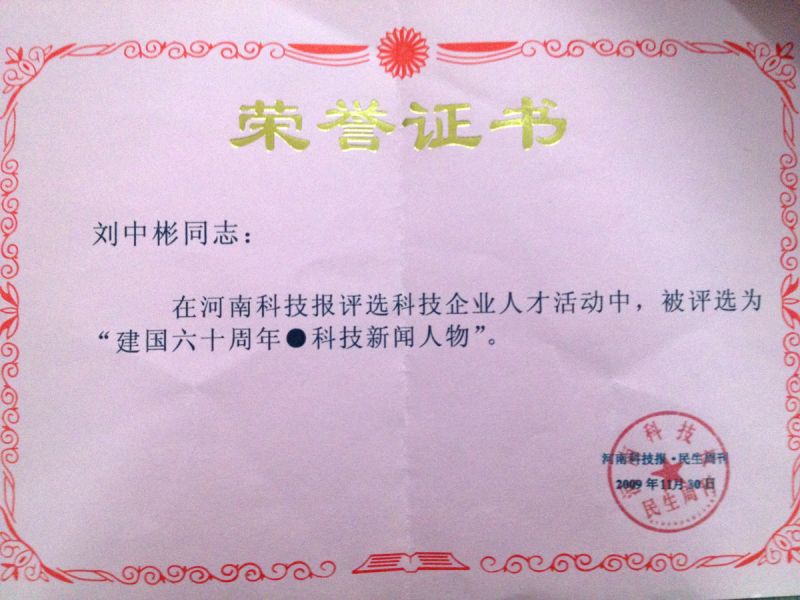 荣誉证书
刘中彬同志：
在河南科技报评选科技企业人才活动中，被评选为
“建国六十周年●科技新闻人物”。
河南科技报·民生周刊
2009年11月30日
民生周刊